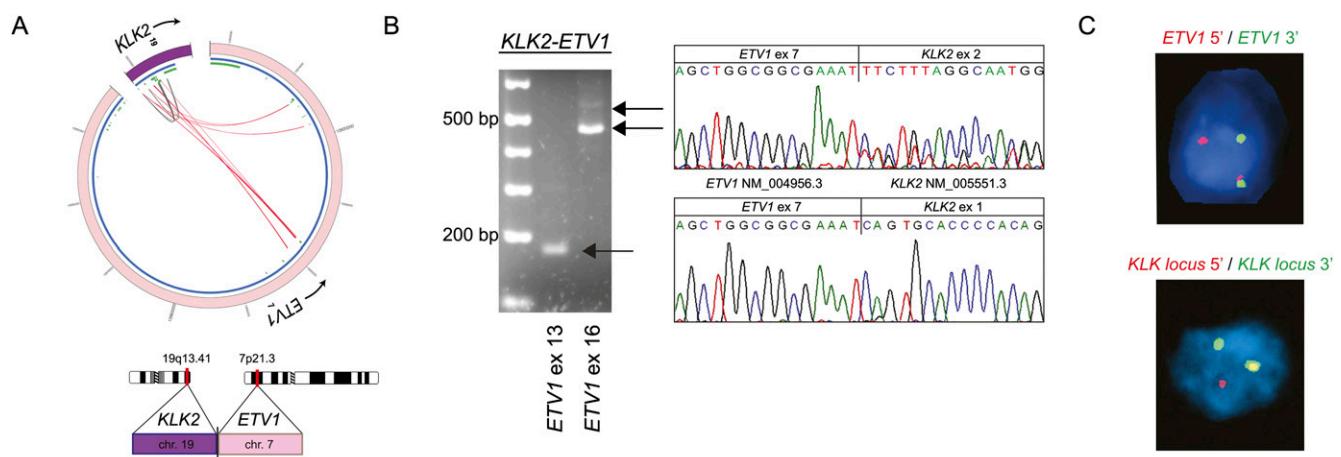 A
KLK2
19
ETV1
7
19q13.41
7p21.3
KLK2
ETV1
chr. 19
chr. 7
B
KLK2-ETV1
500 bp
200 bp
ETV1 ex 13
ETV1 ex 16
ETV1 ex 7
KLK2 ex 2
AGCTGGCGGCGAAATTTCTTTAGGCAATGG
ETV1 NM_004956.3
KLK2 NM_005551.3
ETV1 ex 7
KLK2 ex 1
AGCTGGCGGCGAAATCAGTGCACCCCACAG
C
ETV1 5’ / ETV1 3’
KLK locus 5’ / KLK locus 3’